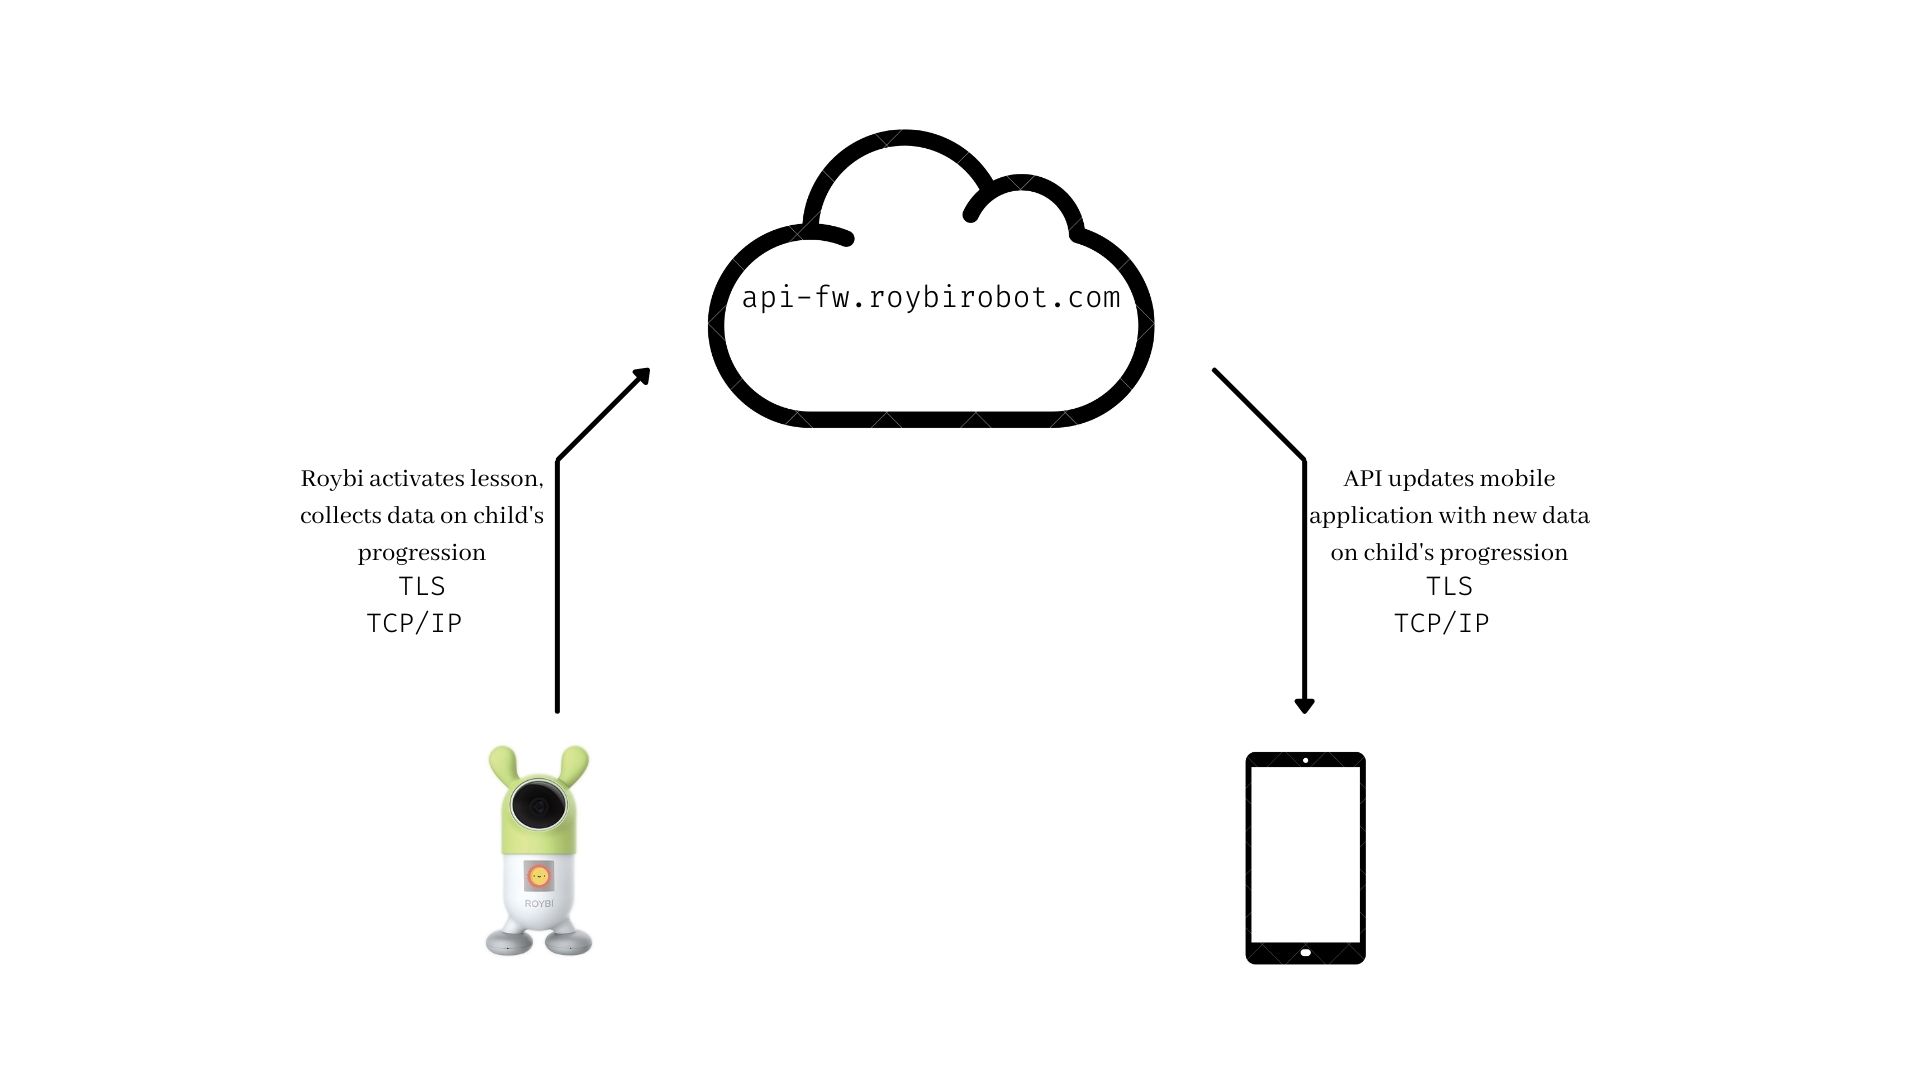 api-fw.roybirobot.com
Roybi activates lesson,
collects data on child's
progression
TLS
TCP/IP
API updates mobile
application with new data
on child's progression
TLS
TCP/IP
ROYBI